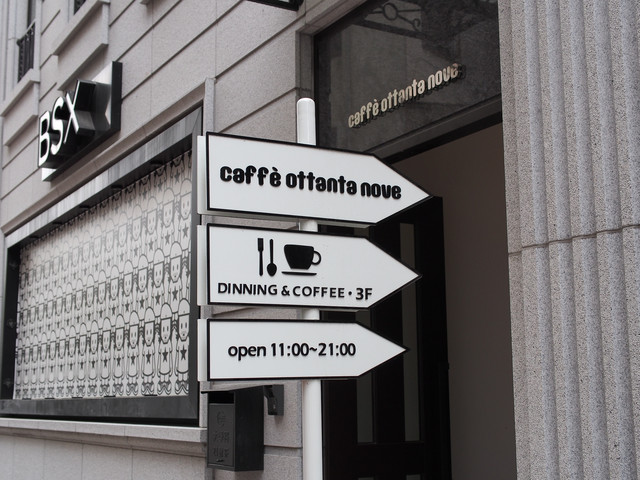 BSX
caffè ottanta nove
caffè ottanta nove
DINNING & COFFEE • 3F
open 11:00~21:00